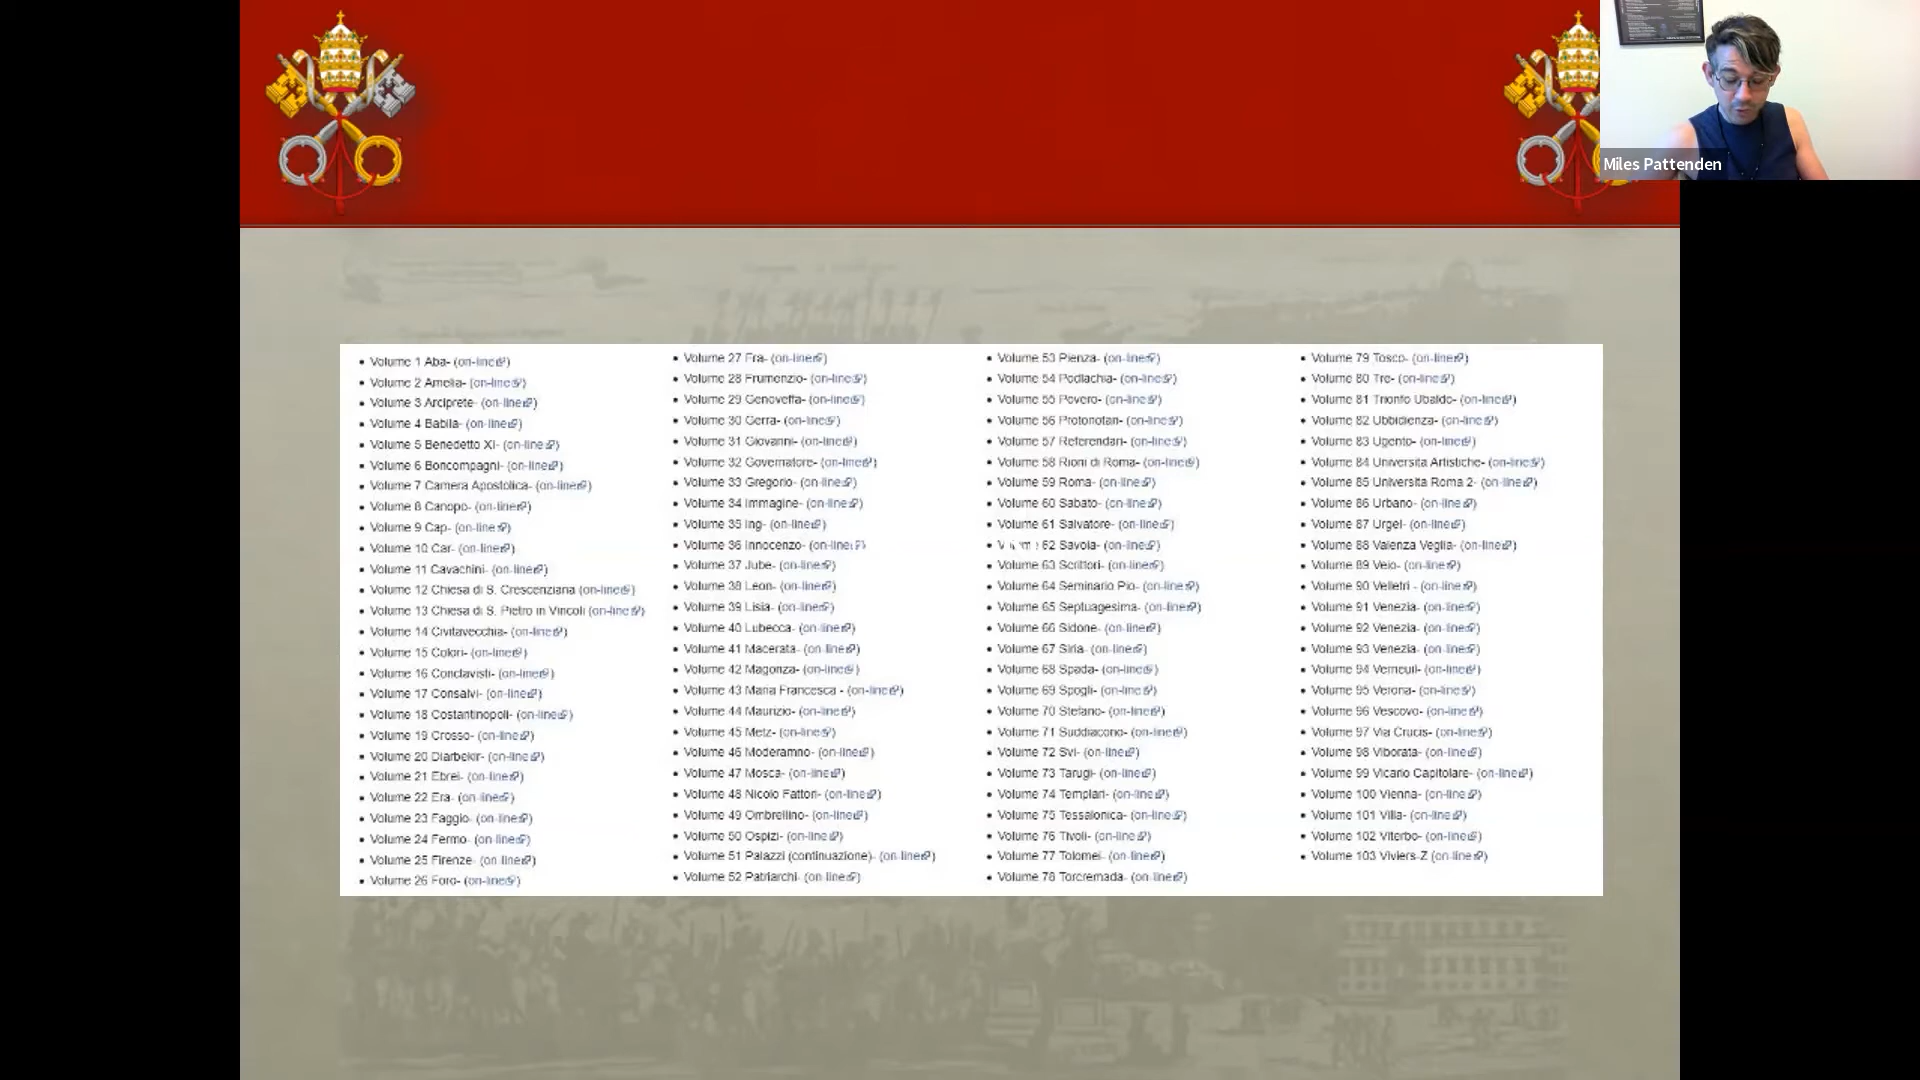 Miles Pattenden
Volume 1 Aba- (on-line)
Volume 2 Amelia- (on-line)
Volume 3 Arciprete- (on-line)
Volume 4 Babila- (on-line)
Volume 5 Benedetto XI- (on-line)
Volume 6 Boncompagni- (on-line)
Volume 7 Camera Apostolica- (on-line)
Volume 8 Canopo- (on-line)
Volume 9 Cap- (on-line)
Volume 10 Car- (on-line)
Volume 11 Cavachini- (on-line)
Volume 12 Chiesa di S. Crescenziana (on-line)
Volume 13 Chiesa di S. Pietro in Vincoli (on-line)
Volume 14 Civitavecchia- (on-line)
Volume 15 Colori- (on-line)
Volume 16 Conclavisti- (on-line)
Volume 17 Consalvi- (on-line)
Volume 18 Costantinopoli- (on-line)
Volume 19 Crosso- (on-line)
Volume 20 Diarbekir- (on-line)
Volume 21 Ebrei- (on-line)
Volume 22 Era- (on-line)
Volume 23 Faggio- (on-line)
Volume 24 Fermo- (on-line)
Volume 25 Firenze- (on-line)
Volume 26 Foro- (on-line)
Volume 27 Fra- (on-line)
Volume 28 Frumenzio- (on-line)
Volume 29 Genoveffa- (on-line)
Volume 30 Gerra- (on-line)
Volume 31 Giovanni- (on-line)
Volume 32 Governatore- (on-line)
Volume 33 Gregorio- (on-line)
Volume 34 Immagine- (on-line)
Volume 35 Ing- (on-line)
Volume 36 Innocenzo- (on-line)
Volume 37 Jube- (on-line)
Volume 38 Leon- (on-line)
Volume 39 Lisia- (on-line)
Volume 40 Lubecca- (on-line)
Volume 41 Macerata- (on-line)
Volume 42 Magonza- (on-line)
Volume 43 Maria Francesca - (on-line)
Volume 44 Maurizio- (on-line)
Volume 45 Metz- (on-line)
Volume 46 Moderamno- (on-line)
Volume 47 Mosca- (on-line)
Volume 48 Nicolo Fattori- (on-line)
Volume 49 Ombrellino- (on-line)
Volume 50 Ospizi- (on-line)
Volume 51 Palazzi (continuazione)- (on-line)
Volume 52 Patriarchi- (on-line)
Volume 53 Pienza- (on-line)
Volume 54 Podlachia- (on-line)
Volume 55 Povero- (on-line)
Volume 56 Protonotari- (on-line)
Volume 57 Referendari- (on-line)
Volume 58 Rioni di Roma- (on-line)
Volume 59 Roma- (on-line)
Volume 60 Sabato- (on-line)
Volume 61 Salvatore- (on-line)
62 Savoia- (on-line)
Volume 63 Scrittori- (on-line)
Volume 64 Seminario Pio- (on-line)
Volume 65 Septuagesima- (on-line)
Volume 66 Sidone- (on-line)
Volume 67 Siria- (on-line)
Volume 68 Spada- (on-line)
Volume 69 Spogli- (on-line)
Volume 70 Stefano- (on-line)
Volume 71 Suddiacono- (on-line)
Volume 72 Svi- (on-line)
Volume 73 Tarugi- (on-line)
Volume 74 Templari- (on-line)
Volume 75 Tessalonica- (on-line)
Volume 76 Tivoli- (on-line)
Volume 77 Tolomei- (on-line)
Volume 78 Torcremada- (on-line)
Volume 79 Tosco- (on-line)
Volume 80 Tre- (on-line)
Volume 81 Trionfo Ubaldo- (on-line)
Volume 82 Ubbidienza- (on-line)
Volume 83 Ugento- (on-line)
Volume 84 Universita Artistiche- (on-line)
Volume 85 Universita Roma 2- (on-line)
Volume 86 Urbano- (on-line)
Volume 87 Urgel- (on-line)
Volume 88 Valenza Veglia- (on-line)
Volume 89 Veio- (on-line)
Volume 90 Velletri - (on-line)
Volume 91 Venezia- (on-line)
Volume 92 Venezia- (on-line)
Volume 93 Venezia- (on-line)
Volume 94 Verneuil- (on-line)
Volume 95 Verona- (on-line)
Volume 96 Vescovo- (on-line)
Volume 97 Via Crucis- (on-line)
Volume 98 Viborata- (on-line)
Volume 99 Vicario Capitolare- (on-line)
Volume 100 Vienna- (on-line)
Volume 101 Villa- (on-line)
Volume 102 Viterbo- (on-line)
Volume 103 Viviers-Z (on-line)